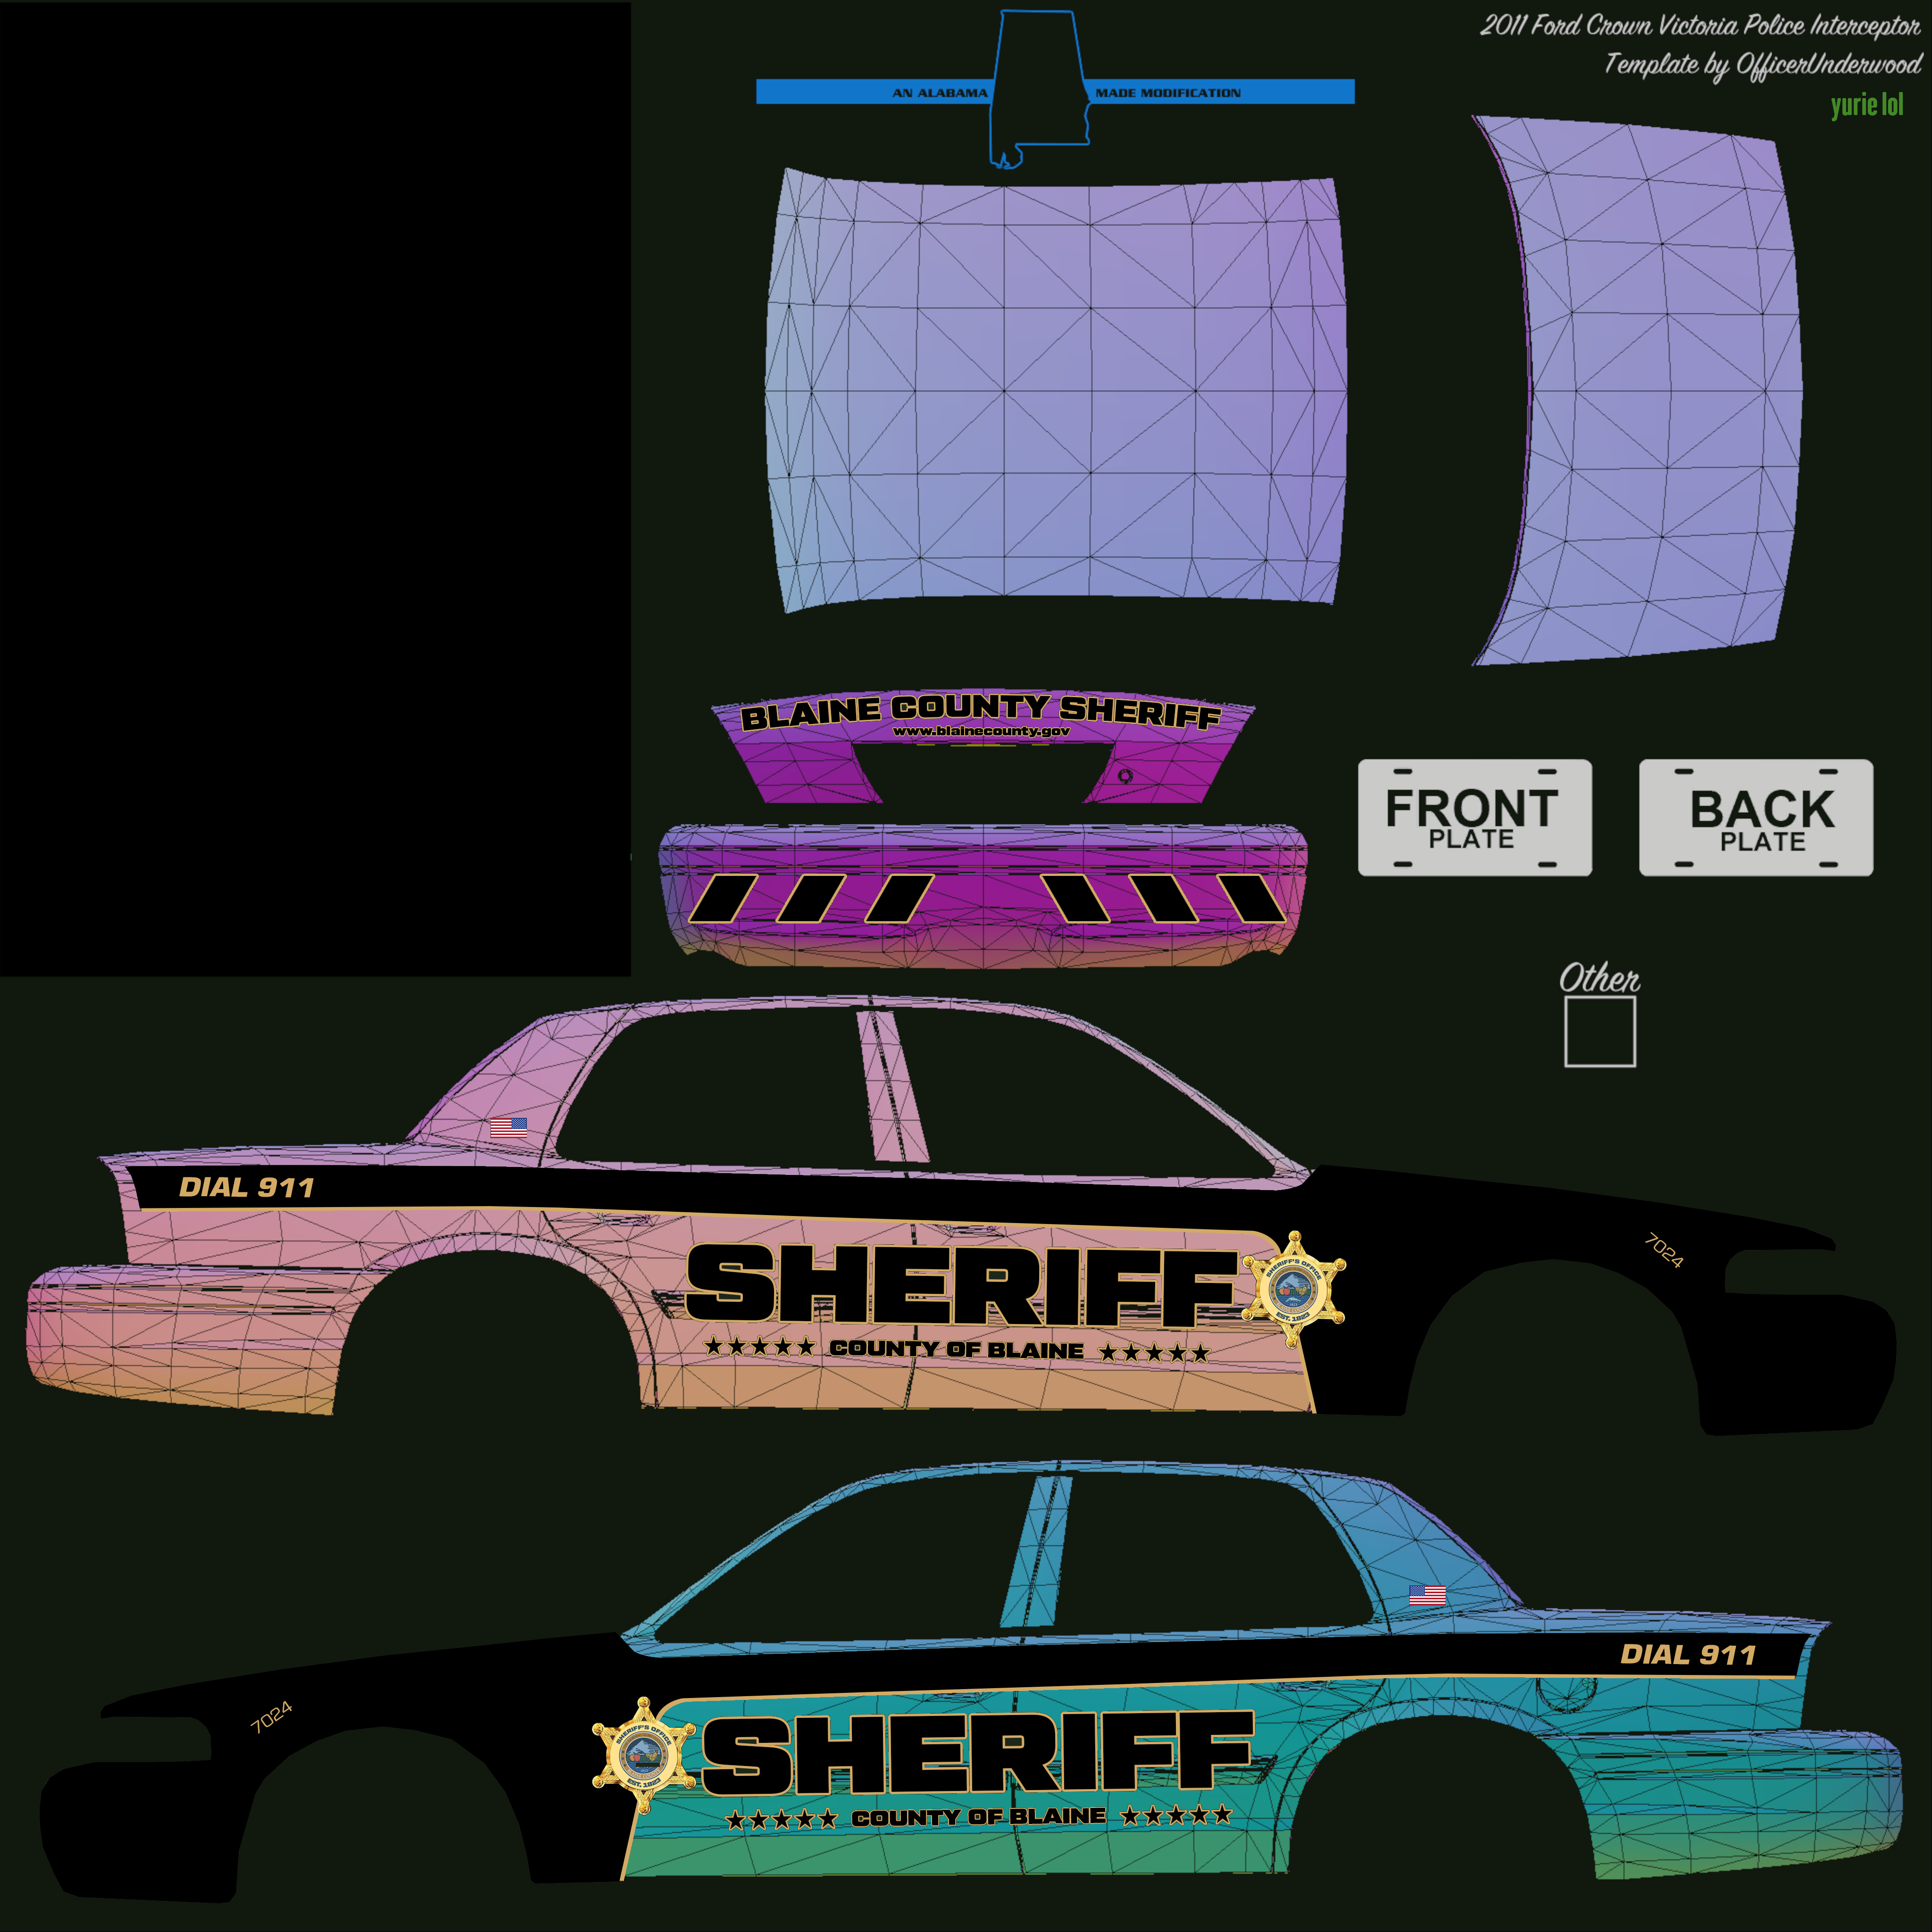 2011 Ford Crown Victoria Police Interceptor
Template by OfficerUnderwood
yurie lol
AN ALABAMA MADE MODIFICATION
BLAINE COUNTY SHERIFF
www.blainecounty.gov
FRONT
PLATE
BACK
PLATE
Other
DIAL 911
7024
SHERIFF
SHERIFF'S OFFICE
EST. 1823
COUNTY OF BLAINE
DIAL 911
7024
SHERIFF
SHERIFF'S OFFICE
EST. 1823
COUNTY OF BLAINE